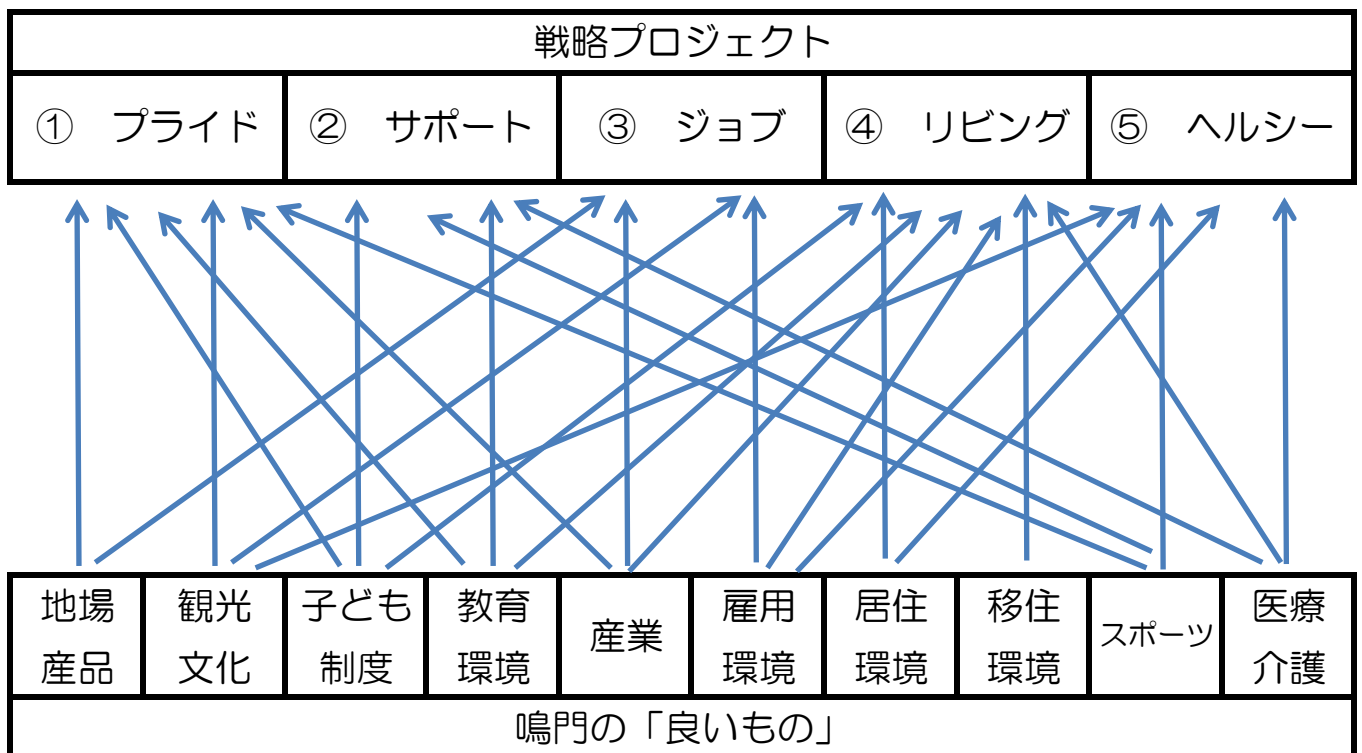 戦略プロジェクト
① プライド
② サポート
③ ジョブ
④ リビング
⑤ ヘルシー
地場
産品
観光
文化
子ども
制度
教育
環境
産業
雇用
環境
居住
環境
移住
環境
スポーツ
医療
介護
鳴門の「良いもの」